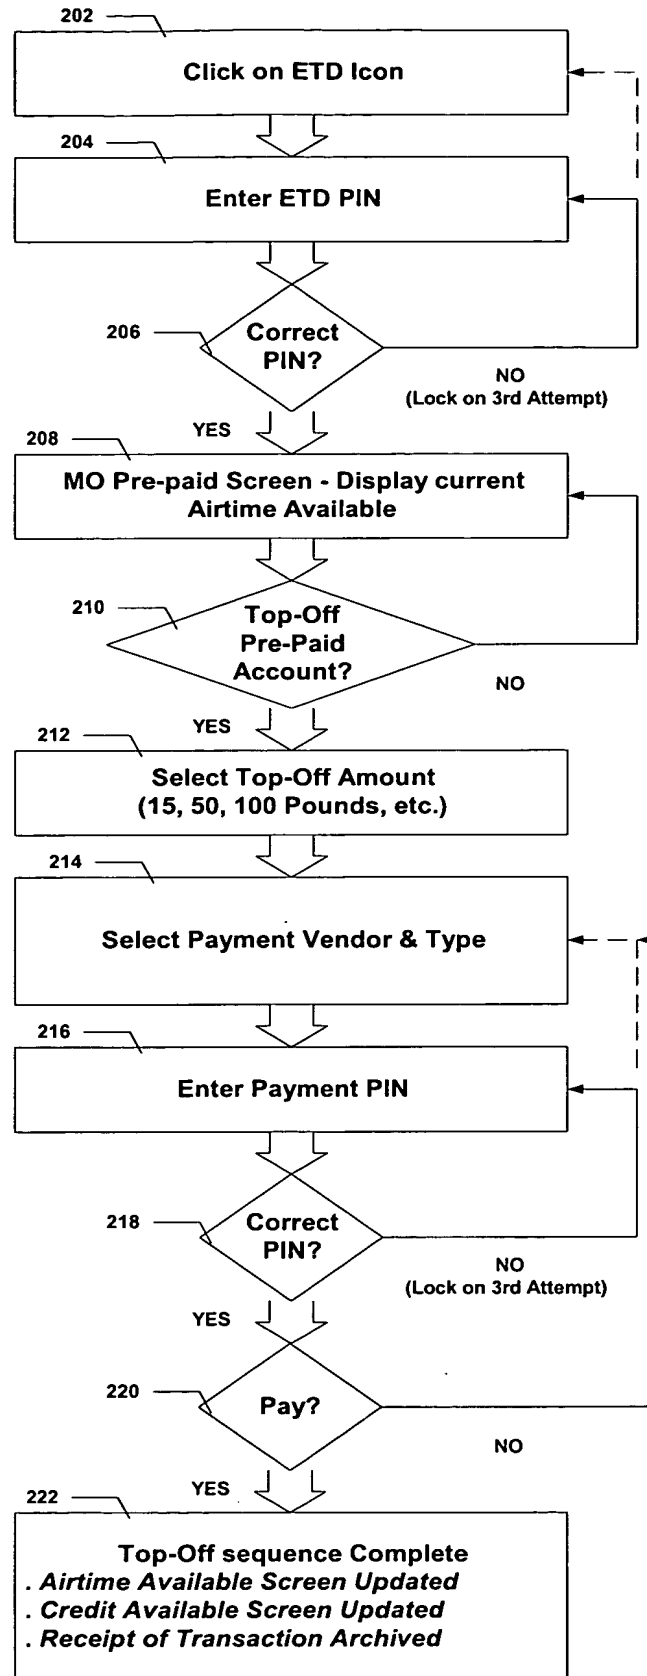 202
Click on ETD Icon
204
Enter ETD PIN
206
Correct
PIN?
NO
(Lock on 3rd Attempt)
YES
208
MO Pre-paid Screen - Display current
Airtime Available
210
Top-Off
Pre-Paid
Account?
NO
YES
212
Select Top-Off Amount
(15, 50, 100 Pounds, etc.)
214
Select Payment Vendor & Type
216
Enter Payment PIN
218
Correct
PIN?
NO
(Lock on 3rd Attempt)
YES
220
Pay?
NO
YES
222
Top-Off sequence Complete
. Airtime Available Screen Updated
. Credit Available Screen Updated
. Receipt of Transaction Archived